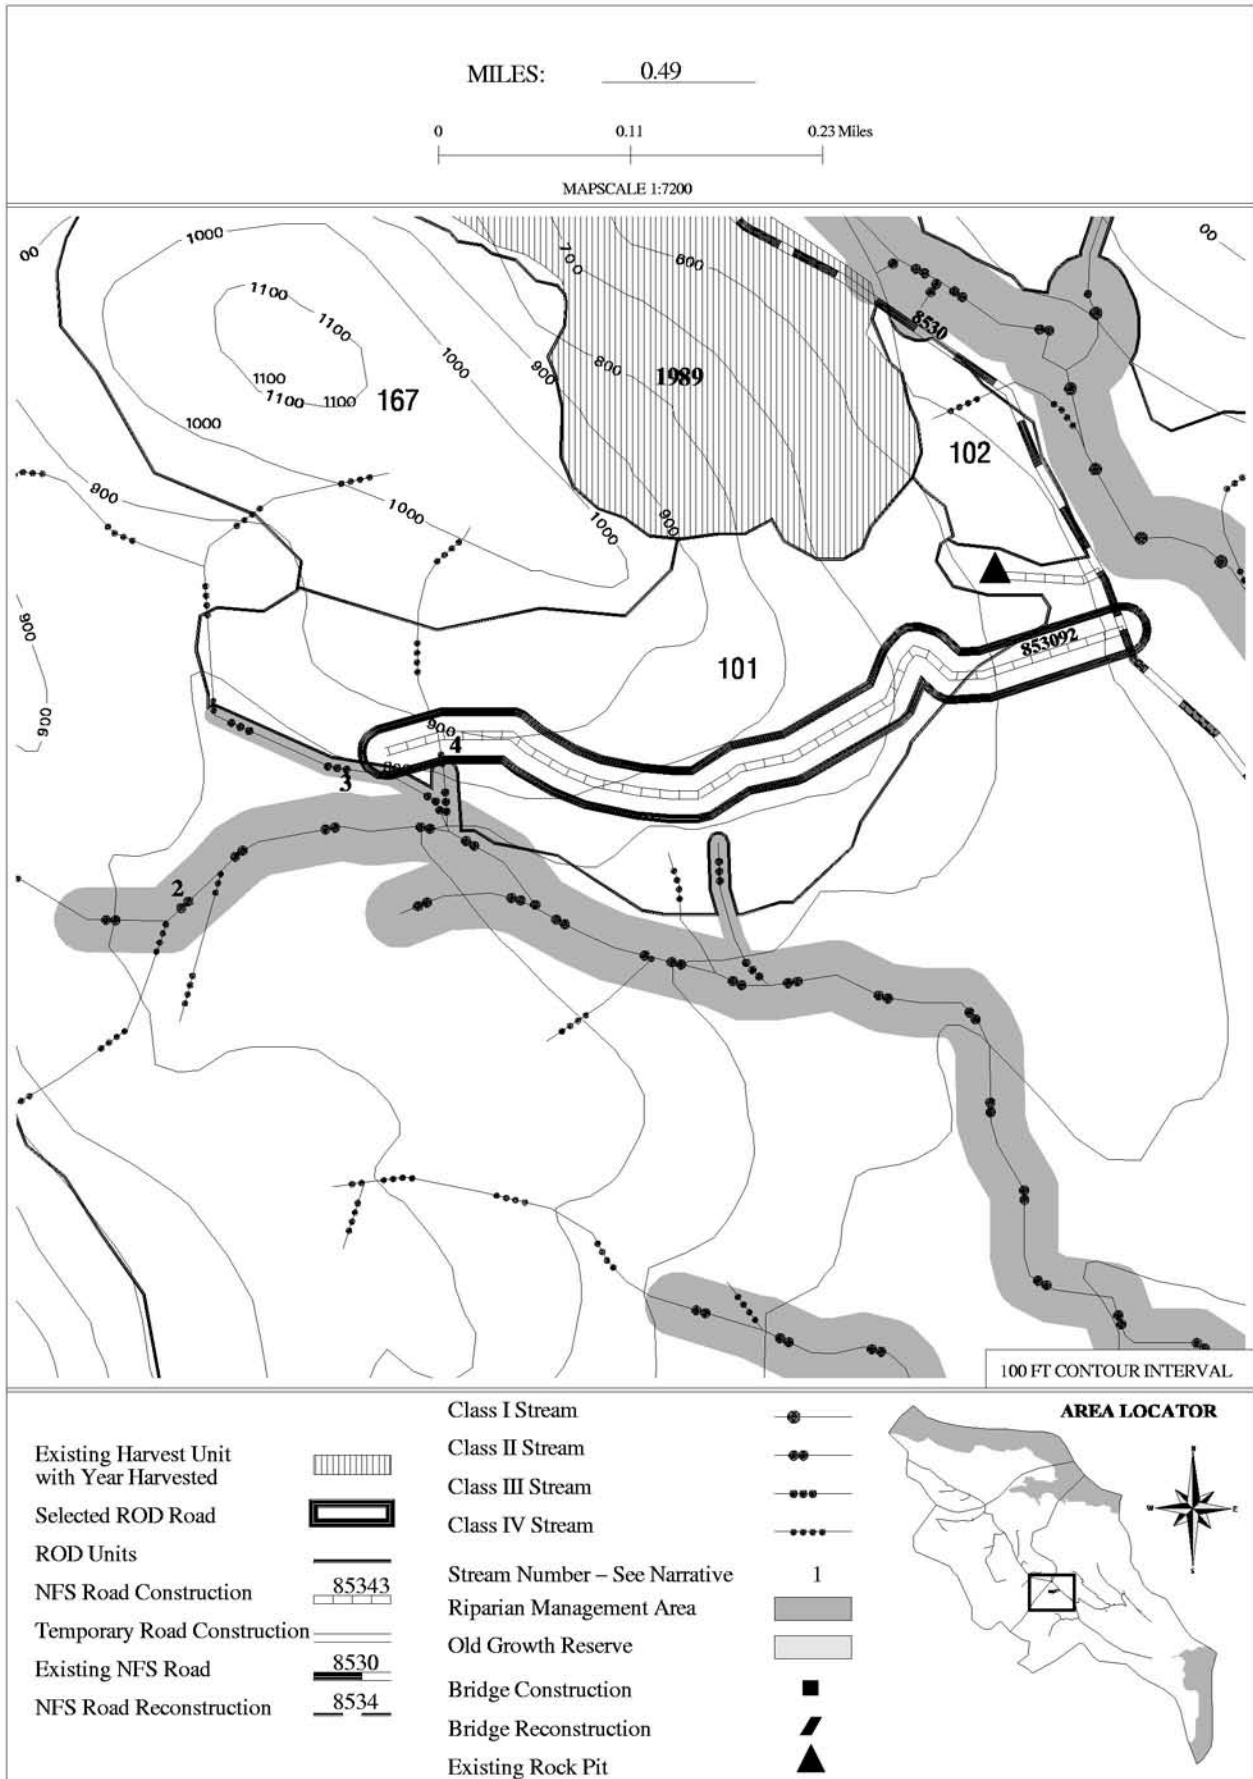 MILES: 0.49
0 0.11 0.23 Miles
MAPSCALE 1:7200
00
1000
1100
1100
1100
1100
1100
167
1000
1000
1000
1000
900
900
700
800
800
900
1989
8530
102
00
900
853092
101
900
4
800
3
2
100 FT CONTOUR INTERVAL
Existing Harvest Unit
with Year Harvested
Selected ROD Road
ROD Units
NFS Road Construction 85343
Temporary Road Construction
Existing NFS Road 8530
NFS Road Reconstruction 8534
Class I Stream
Class II Stream
Class III Stream
Class IV Stream
Stream Number – See Narrative 1
Riparian Management Area
Old Growth Reserve
Bridge Construction
Bridge Reconstruction
Existing Rock Pit
AREA LOCATOR
N
W E
S